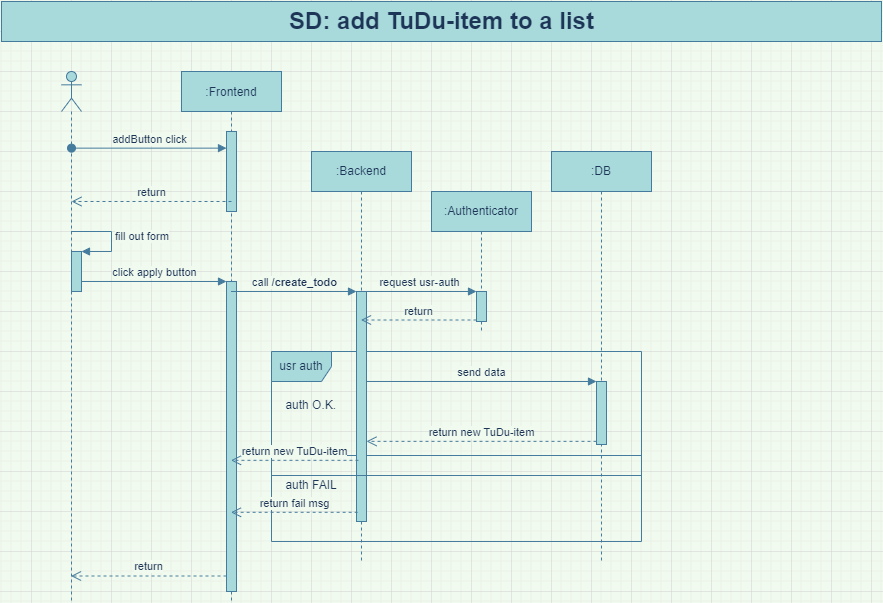 SD: add TuDu-item to a list
:Frontend
addButton click
:Backend
:DB
return
:Authenticator
fill out form
click apply button
call /create_todo
request usr-auth
return
usr auth
send data
auth O.K.
return new TuDu-item
return new TuDu-item
auth FAIL
return fail msg
return